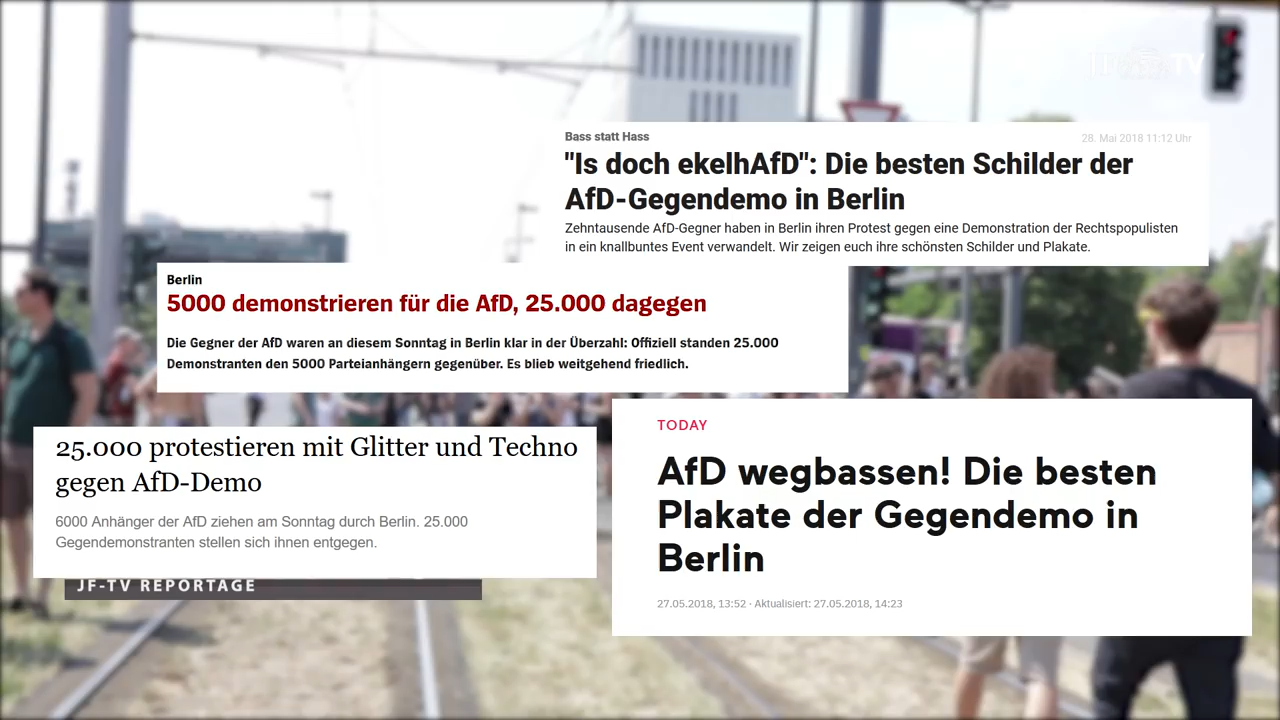 JF TV
Bass statt Hass
28. Mai 2018 11:12 Uhr
"Is doch ekelhAfD": Die besten Schilder der
AfD-Gegendemo in Berlin
Zehntausende AfD-Gegner haben in Berlin ihren Protest gegen eine Demonstration der Rechtspopulisten
in ein knallbuntes Event verwandelt. Wir zeigen euch ihre schönsten Schilder und Plakate.
Berlin
5000 demonstrieren für die AfD, 25.000 dagegen
Die Gegner der AfD waren an diesem Sonntag in Berlin klar in der Überzahl: Offiziell standen 25.000
Demonstranten den 5000 Parteianhängern gegenüber. Es blieb weitgehend friedlich.
25.000 protestieren mit Glitter und Techno
gegen AfD-Demo
6000 Anhänger der AfD ziehen am Sonntag durch Berlin. 25.000
Gegendemonstranten stellen sich ihnen entgegen.
JF-TV REPORTAGE
TODAY
AfD wegbassen! Die besten
Plakate der Gegendemo in
Berlin
27.05.2018, 13:52 · Aktualisiert: 27.05.2018, 14:23